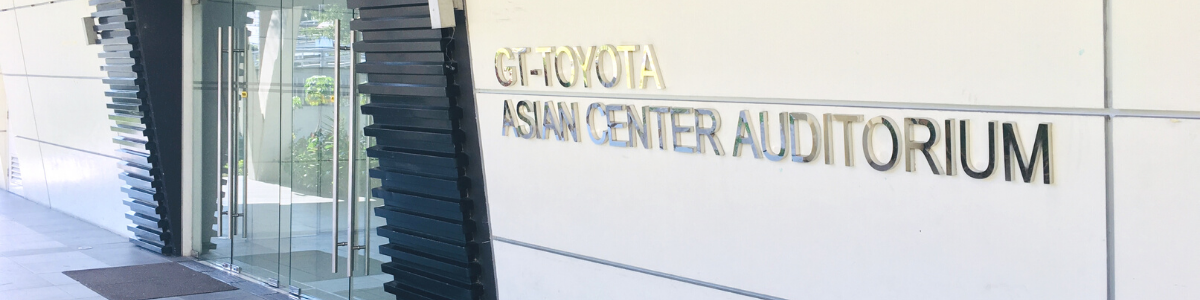 GT-TOYOTA
ASIAN CENTER AUDITORIUM